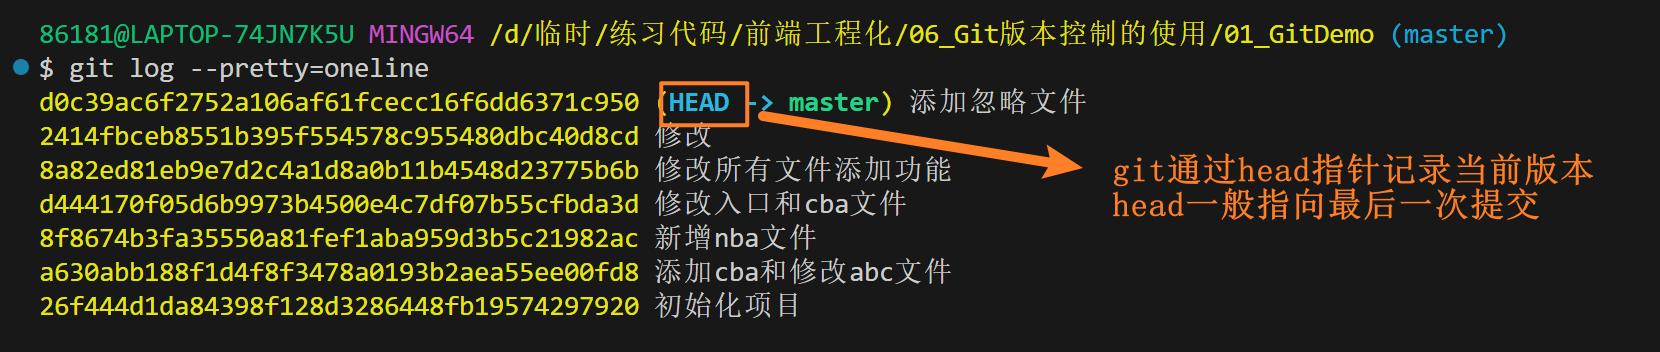 86181@LAPTOP-74JN7K5U MINGW64 /d/临时/练习代码/前端工程化/06_Git版本控制的使用/01_GitDemo (master)
$ git log --pretty=oneline
d0c39ac6f2752a106af61fcecc16f6dd6371c950 (HEAD -> master) 添加忽略文件
2414fbceb8551b395f554578c955480dbc40d8cd 修改
8a82ed81eb9e7d2c4a1d8a0b11b4548d23775b6b 修改所有文件添加功能
d444170f05d6b9973b4500e4c7df07b55cfbda3d 修改入口和cba文件
8f8674b3fa35550a81fef1aba959d3b5c21982ac 新增nba文件
a630abb188f1d4f8f3478a0193b2aea55ee00fd8 添加cba和修改abc文件
26f444d1da84398f128d3286448fb19574297920 初始化项目
git通过head指针记录当前版本
head一般指向最后一次提交